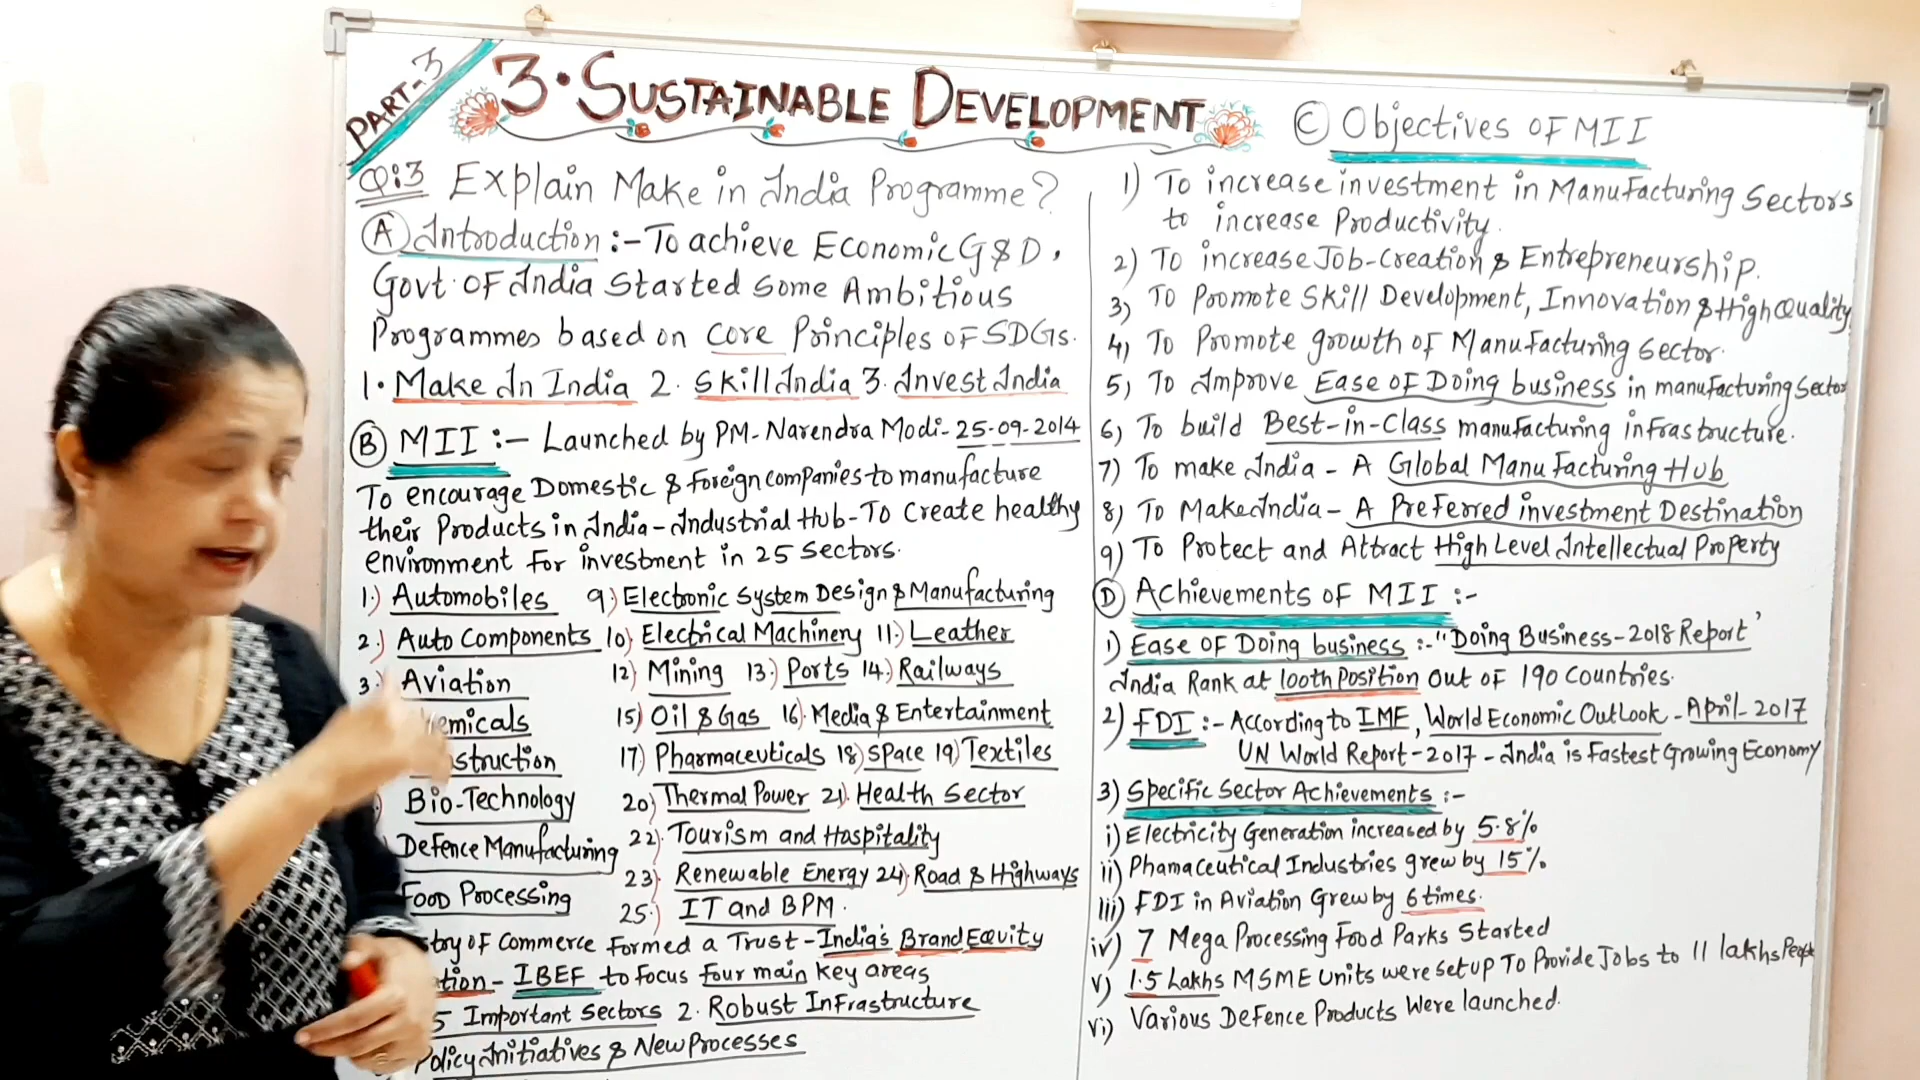 PART-3
3. SUSTAINABLE DEVELOPMENT
Q:3 Explain Make in India Programme?
(A) Introduction :- To achieve Economic G & D,
Govt. of India Started Some Ambitious
Programmes based on Core Principles of SDGs.
1. Make In India 2. Skill India 3. Invest India
(B) MII :- Launched by PM-Narendra Modi-25-09-2014
To encourage Domestic & Foreign companies to manufacture
their Products in India-Industrial Hub-To Create healthy
environment for investment in 25 Sectors.
1.) Automobiles 9.) Electronic System Design & Manufacturing
2.) Auto Components 10). Electrical Machinery 11.) Leather
3.) Aviation 12) Mining 13.) Ports 14.) Railways
emicals 15) Oil & Gas 16). Media & Entertainment
struction 17) Pharmaceuticals 18) Space 19) Textiles
Bio-Technology 20) Thermal Power 21). Health Sector
Defence Manufacturing 22). Tourism and Hospitality
Food Processing 23). Renewable Energy 24). Road & Highways
25.) IT and BPM.
stry of Commerce formed a Trust-India's Brand Equity
ation- IBEF to focus four main key areas
5 Important Sectors 2. Robust Infrastructure
Policy Initiatives & New Processes
(C) Objectives of MII
1) To increase investment in Manufacturing Sectors
to increase Productivity.
2) To increase Job-Creation & Entrepreneurship.
3) To Promote Skill Development, Innovation & High Quality
4) To Promote growth of Manufacturing Sector.
5) To Improve Ease of Doing business in manufacturing Sector
6) To build Best-in-Class manufacturing infrastructure.
7) To make India - A Global Manufacturing Hub
8) To Make India - A Preferred investment Destination
9) To Protect and Attract High Level Intellectual Property
(D) Achievements of MII :-
1) Ease of Doing business :- "Doing Business-2018 Report'
India Rank at 100th Position out of 190 Countries.
2) FDI :- According to IMF, World Economic Outlook - April-2017
UN World Report-2017 - India is Fastest Growing Economy
3) Specific Sector Achievements :-
i) Electricity Generation increased by 5.8%
ii) Phamaceutical Industries grew by 15%
iii) FDI in Aviation Grew by 6 times.
iv) 7 Mega Processing Food Parks Started
v) 1.5 Lakhs MSME Units were set up To Provide Jobs to 11 lakhs People
vi) Various Defence Products Were launched.